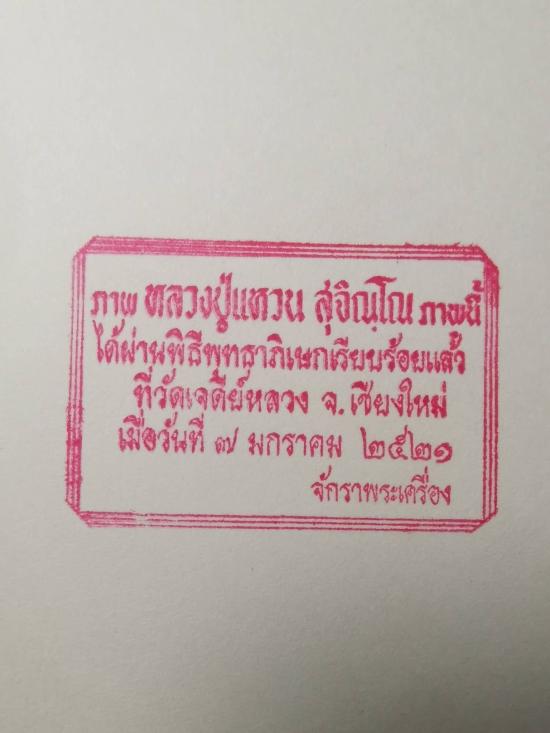 ภาพ หลวงปู่แหวน สุจิณฺโณ ภาพนี้
ได้ผ่านพิธีพุทธาภิเษกเรียบร้อยแล้ว
ที่วัดเจดีย์หลวง จ.เชียงใหม่
เมื่อวันที่ ๗ มกราคม ๒๕๒๑
จักราพระเครื่อง